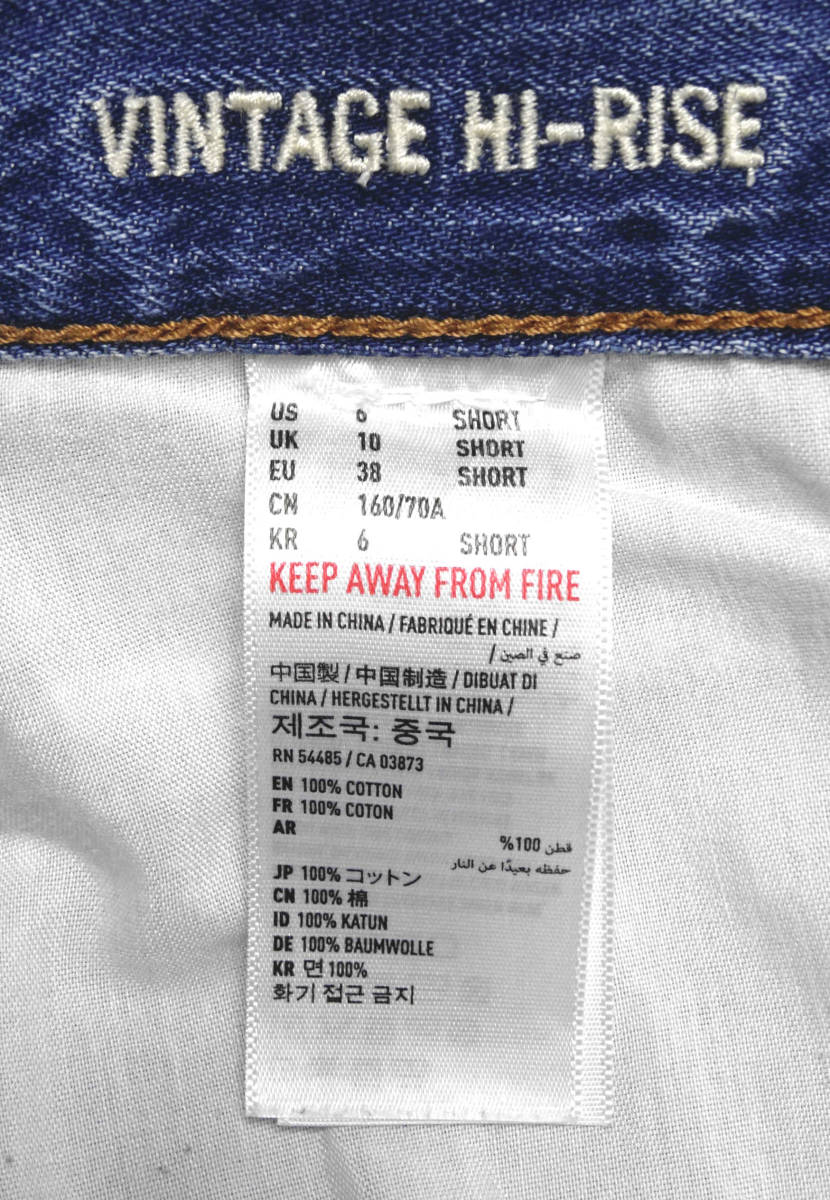 VINTAGE HI-RISE
US 6 SHORT
UK 10 SHORT
EU 38 SHORT
CN 160/70A
KR 6 SHORT
KEEP AWAY FROM FIRE
MADE IN CHINA / FABRIQUÉ EN CHINE /
صنع في الصين /
中国製 / 中国制造 / DIBUAT DI
CHINA / HERGESTELLT IN CHINA /
제조국: 중국
RN 54485 / CA 03873
EN 100% COTTON
FR 100% COTON
AR
قطن 100%
حفظه بعيدًا عن النار
JP 100% コットン
CN 100% 棉
ID 100% KATUN
DE 100% BAUMWOLLE
KR 면 100%
화기 접근 금지